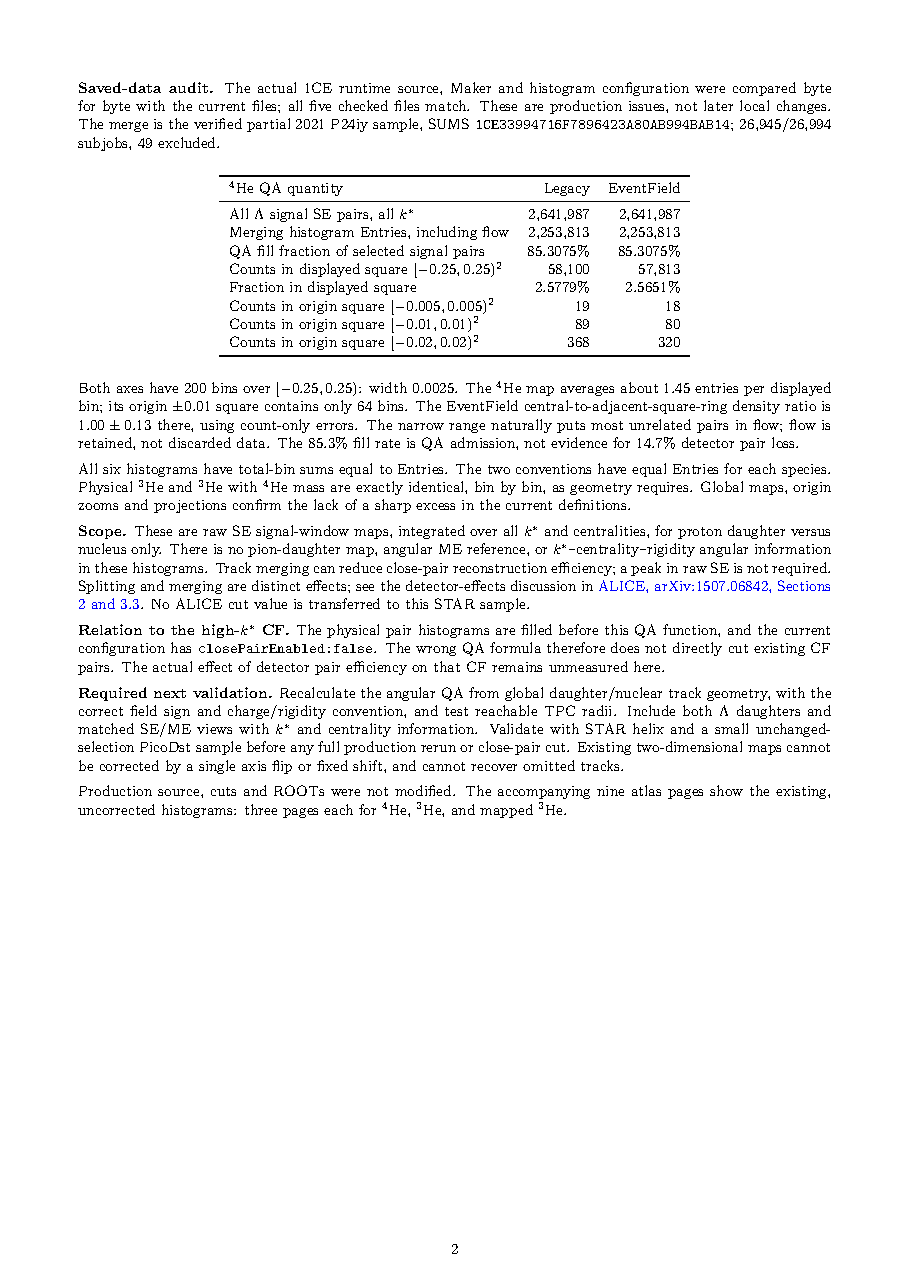 Saved-data audit. The actual 1CE runtime source, Maker and histogram configuration were compared byte
for byte with the current files; all five checked files match. These are production issues, not later local changes.
The merge is the verified partial 2021 P24iy sample, SUMS 1CE33994716F7896423A80AB994BAB14; 26,945/26,994
subjobs, 49 excluded.
⁴He QA quantity Legacy EventField
All Λ signal SE pairs, all k* 2,641,987 2,641,987
Merging histogram Entries, including flow 2,253,813 2,253,813
QA fill fraction of selected signal pairs 85.3075% 85.3075%
Counts in displayed square [−0.25, 0.25)² 58,100 57,813
Fraction in displayed square 2.5779% 2.5651%
Counts in origin square [−0.005, 0.005)² 19 18
Counts in origin square [−0.01, 0.01)² 89 80
Counts in origin square [−0.02, 0.02)² 368 320
Both axes have 200 bins over [−0.25, 0.25): width 0.0025. The ⁴He map averages about 1.45 entries per displayed
bin; its origin ±0.01 square contains only 64 bins. The EventField central-to-adjacent-square-ring density ratio is
1.00 ± 0.13 there, using count-only errors. The narrow range naturally puts most unrelated pairs in flow; flow is
retained, not discarded data. The 85.3% fill rate is QA admission, not evidence for 14.7% detector pair loss.
All six histograms have total-bin sums equal to Entries. The two conventions have equal Entries for each species.
Physical ³He and ³He with ⁴He mass are exactly identical, bin by bin, as geometry requires. Global maps, origin
zooms and projections confirm the lack of a sharp excess in the current definitions.
Scope. These are raw SE signal-window maps, integrated over all k* and centralities, for proton daughter versus
nucleus only. There is no pion-daughter map, angular ME reference, or k*–centrality–rigidity angular information
in these histograms. Track merging can reduce close-pair reconstruction efficiency; a peak in raw SE is not required.
Splitting and merging are distinct effects; see the detector-effects discussion in ALICE, arXiv:1507.06842, Sections
2 and 3.3. No ALICE cut value is transferred to this STAR sample.
Relation to the high-k* CF. The physical pair histograms are filled before this QA function, and the current
configuration has closePairEnabled:false. The wrong QA formula therefore does not directly cut existing CF
pairs. The actual effect of detector pair efficiency on that CF remains unmeasured here.
Required next validation. Recalculate the angular QA from global daughter/nuclear track geometry, with the
correct field sign and charge/rigidity convention, and test reachable TPC radii. Include both Λ daughters and
matched SE/ME views with k* and centrality information. Validate with STAR helix and a small unchanged-
selection PicoDst sample before any full production rerun or close-pair cut. Existing two-dimensional maps cannot
be corrected by a single axis flip or fixed shift, and cannot recover omitted tracks.
Production source, cuts and ROOTs were not modified. The accompanying nine atlas pages show the existing,
uncorrected histograms: three pages each for ⁴He, ³He, and mapped ³He.
2